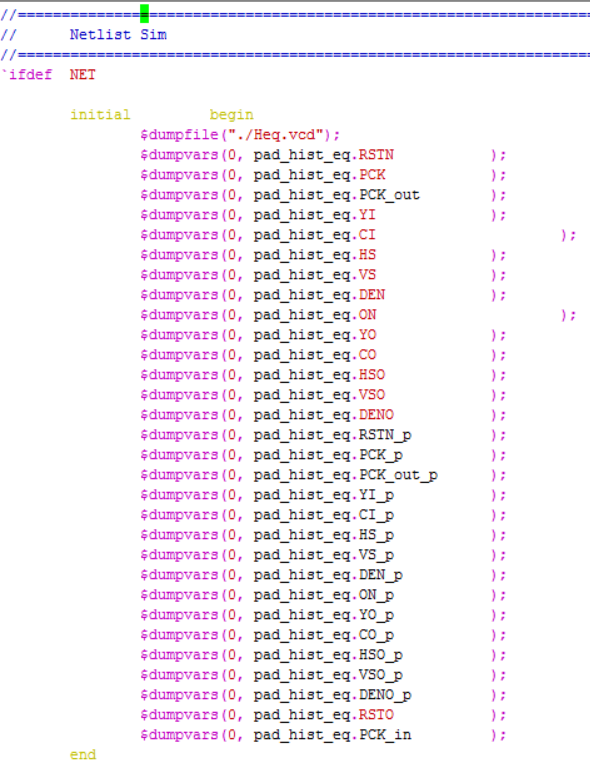 //==================================================================
//	Netlist Sim
//==================================================================
`ifdef	NET
	initial		begin
		$dumpfile("./Heq.vcd");
		$dumpvars(0, pad_hist_eq.RSTN		);
		$dumpvars(0, pad_hist_eq.PCK		);
		$dumpvars(0, pad_hist_eq.PCK_out	);
		$dumpvars(0, pad_hist_eq.YI		);
		$dumpvars(0, pad_hist_eq.CI			);
		$dumpvars(0, pad_hist_eq.HS		);
		$dumpvars(0, pad_hist_eq.VS		);
		$dumpvars(0, pad_hist_eq.DEN		);
		$dumpvars(0, pad_hist_eq.ON			);
		$dumpvars(0, pad_hist_eq.YO		);
		$dumpvars(0, pad_hist_eq.CO		);
		$dumpvars(0, pad_hist_eq.HSO		);
		$dumpvars(0, pad_hist_eq.VSO		);
		$dumpvars(0, pad_hist_eq.DENO		);
		$dumpvars(0, pad_hist_eq.RSTN_p		);
		$dumpvars(0, pad_hist_eq.PCK_p		);
		$dumpvars(0, pad_hist_eq.PCK_out_p	);
		$dumpvars(0, pad_hist_eq.YI_p		);
		$dumpvars(0, pad_hist_eq.CI_p		);
		$dumpvars(0, pad_hist_eq.HS_p		);
		$dumpvars(0, pad_hist_eq.VS_p		);
		$dumpvars(0, pad_hist_eq.DEN_p		);
		$dumpvars(0, pad_hist_eq.ON_p		);
		$dumpvars(0, pad_hist_eq.YO_p		);
		$dumpvars(0, pad_hist_eq.CO_p		);
		$dumpvars(0, pad_hist_eq.HSO_p		);
		$dumpvars(0, pad_hist_eq.VSO_p		);
		$dumpvars(0, pad_hist_eq.DENO_p		);
		$dumpvars(0, pad_hist_eq.RSTO		);
		$dumpvars(0, pad_hist_eq.PCK_in		);
	end